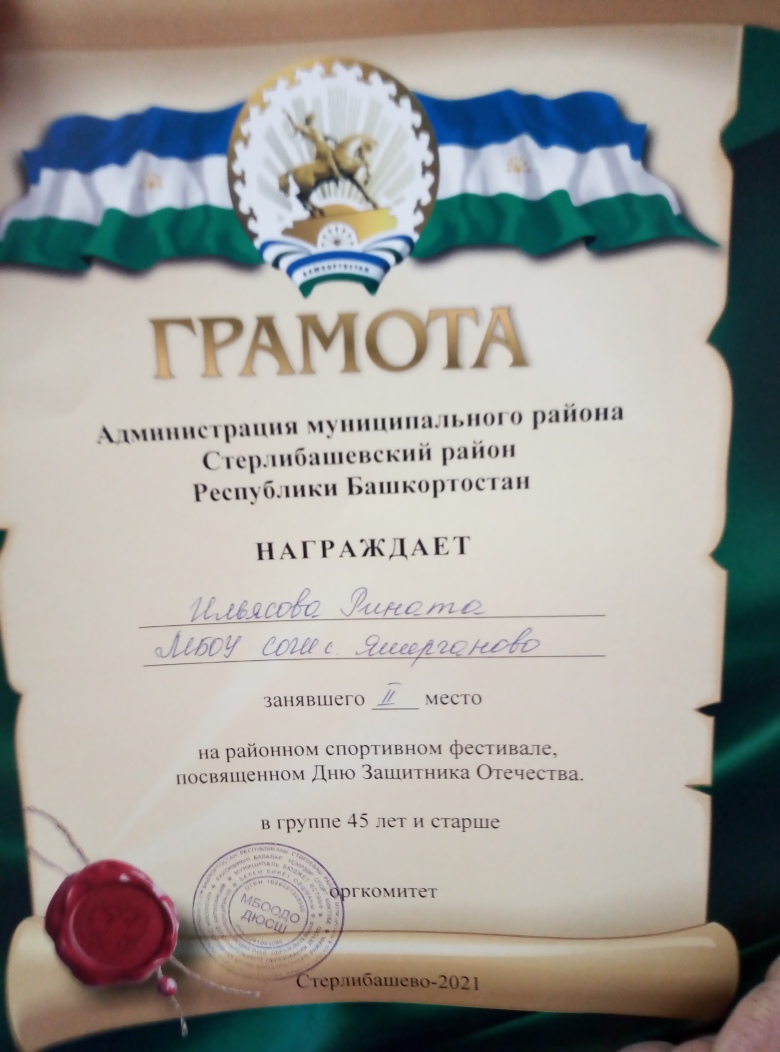 БАШКОРТОСТАН
ГРАМОТА
Администрация муниципального района
Стерлибашевский район
Республики Башкортостан
НАГРАЖДАЕТ
Ильясова Рината
МБОУ СОШ с. Яшерганово
занявшего II место
на районном спортивном фестивале,
посвященном Дню Защитника Отечества.
в группе 45 лет и старше
оргкомитет
МБООДО
ДЮСШ
Стерлибашево-2021